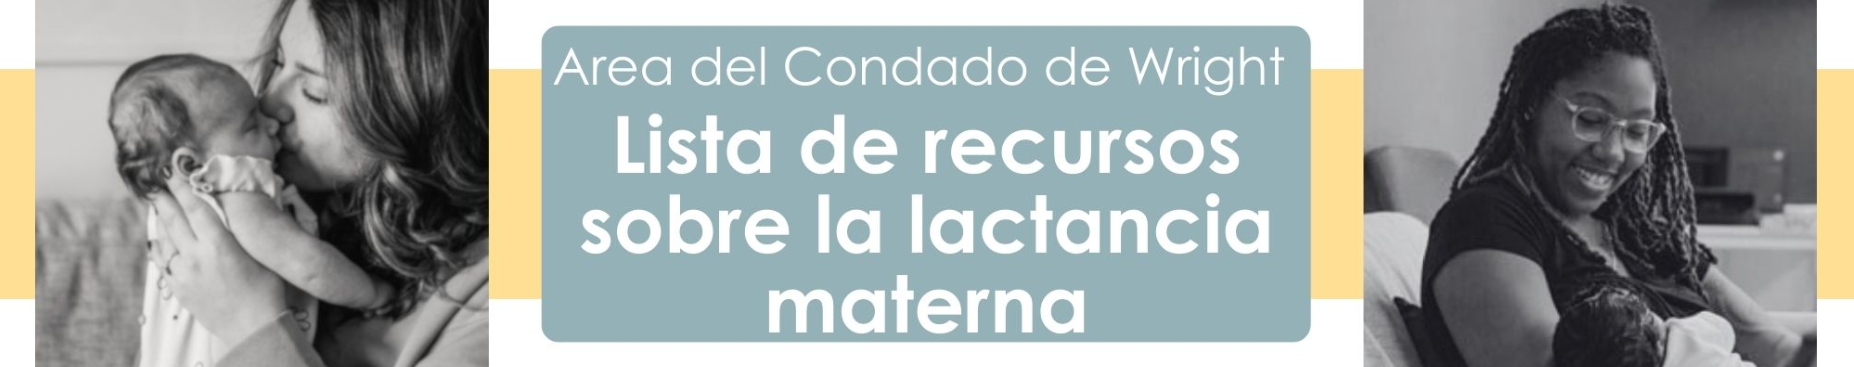 Area del Condado de Wright
Lista de recursos
sobre la lactancia
materna